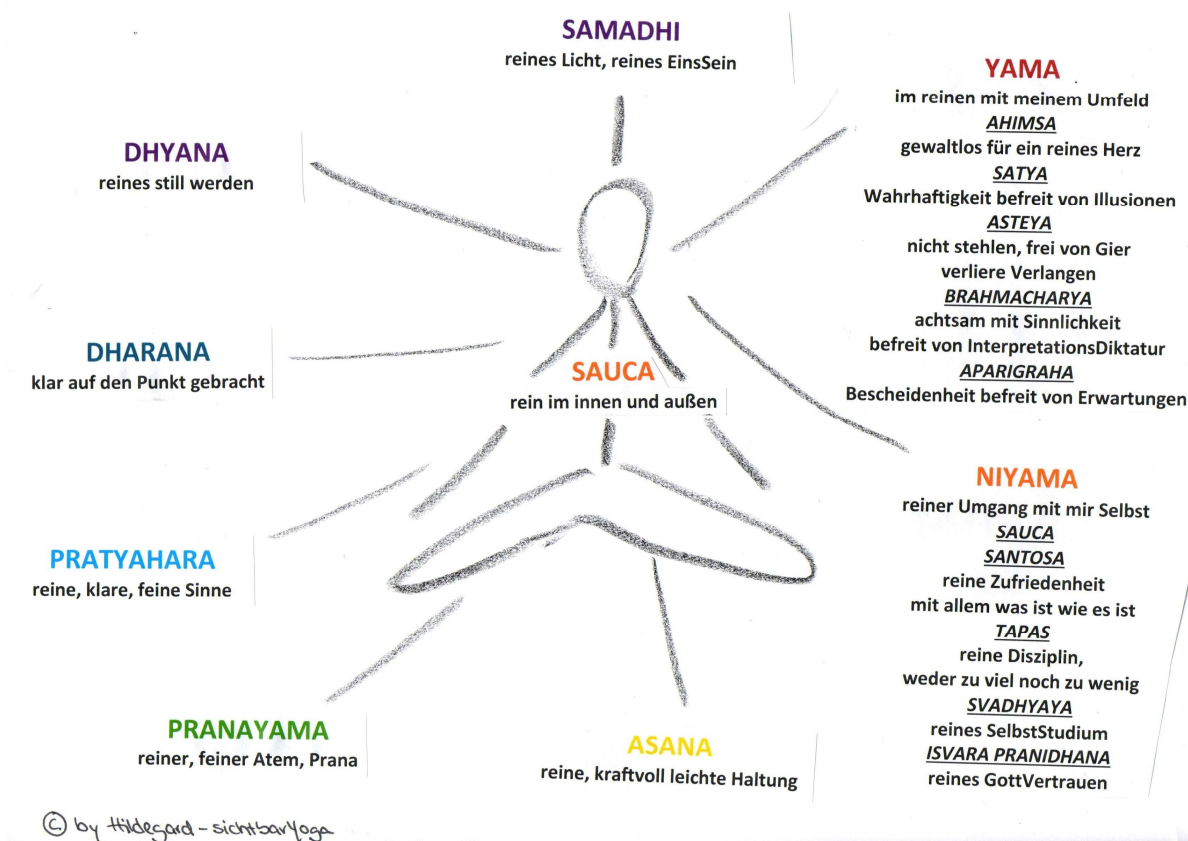 SAMADHI
reines Licht, reines EinsSein
YAMA
im reinen mit meinem Umfeld
AHIMSA
gewaltlos für ein reines Herz
SATYA
Wahrhaftigkeit befreit von Illusionen
ASTEYA
nicht stehlen, frei von Gier
verliere Verlangen
BRAHMACHARYA
achtsam mit Sinnlichkeit
befreit von InterpretationsDiktatur
APARIGRAHA
Bescheidenheit befreit von Erwartungen
NIYAMA
reiner Umgang mit mir Selbst
SAUCA
SANTOSA
reine Zufriedenheit
mit allem was ist wie es ist
TAPAS
reine Disziplin,
weder zu viel noch zu wenig
SVADHYAYA
reines SelbstStudium
ISVARA PRANIDHANA
reines GottVertrauen
ASANA
reine, kraftvoll leichte Haltung
PRANAYAMA
reiner, feiner Atem, Prana
PRATYAHARA
reine, klare, feine Sinne
DHARANA
klar auf den Punkt gebracht
DHYANA
reines still werden
SAUCA
rein im innen und außen
© by Hildegard - sichtbarYoga